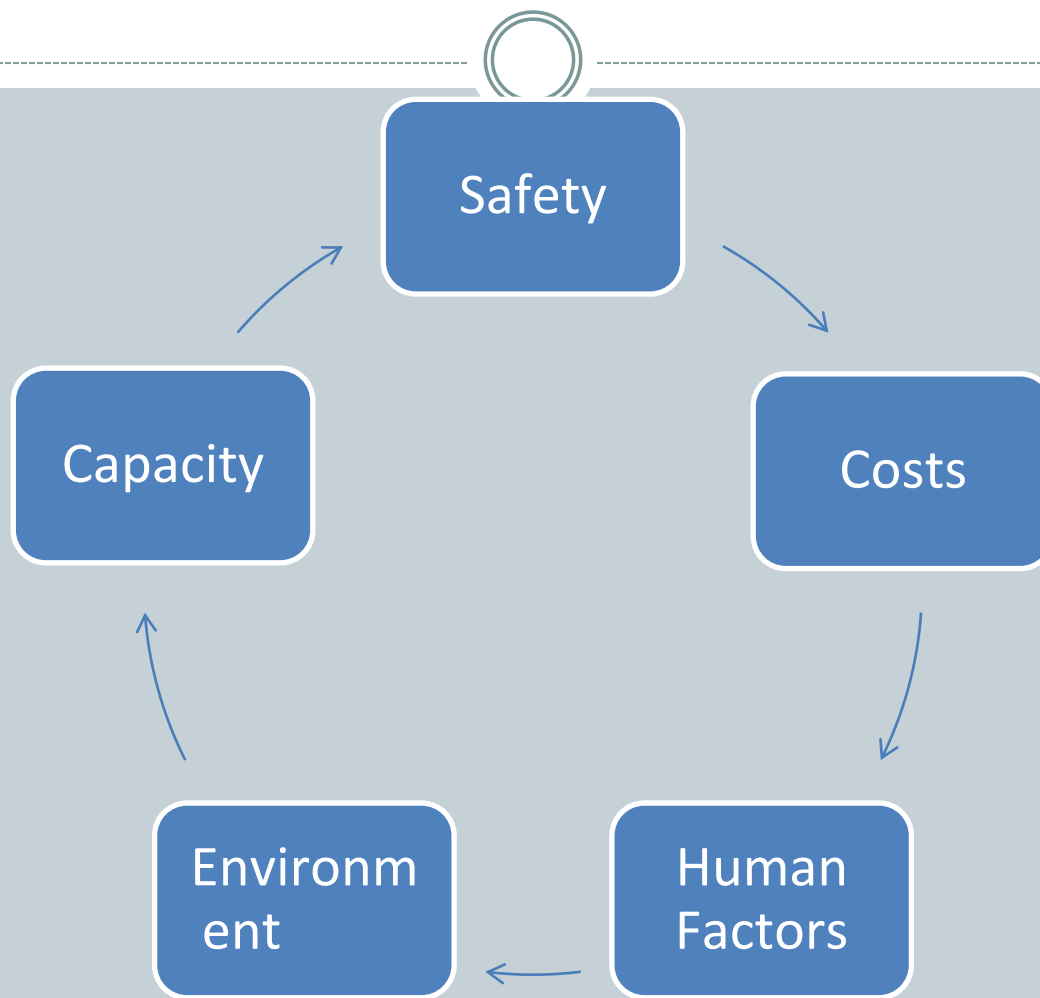 Safety
Capacity
Costs
Environm
ent
Human
Factors